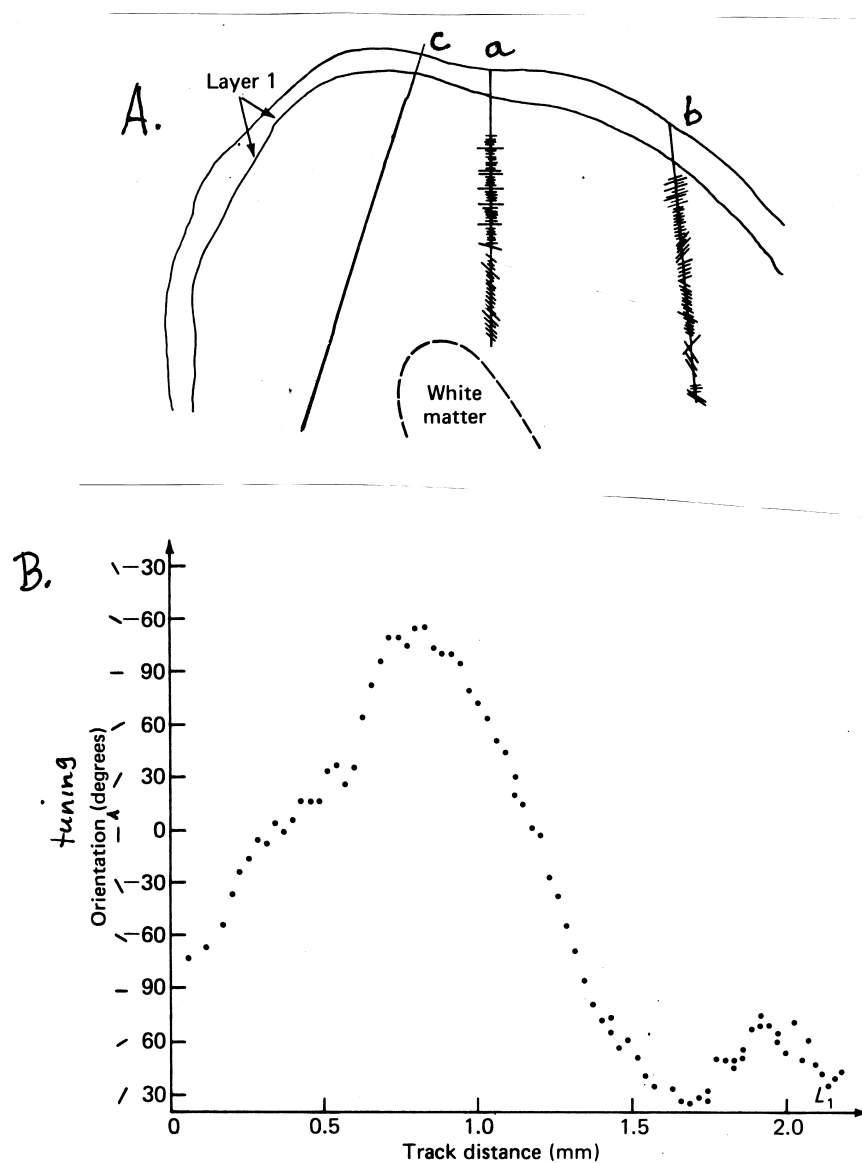 A.
Layer 1
c
a
b
White
matter
B.
tuning
Orientation (degrees)
\ −30
/ −60
− 90
/ 60
/ 30
| 0
\ −30
\ −60
− 90
/ 60
/ 30
0
0.5
1.0
1.5
2.0
L1
Track distance (mm)